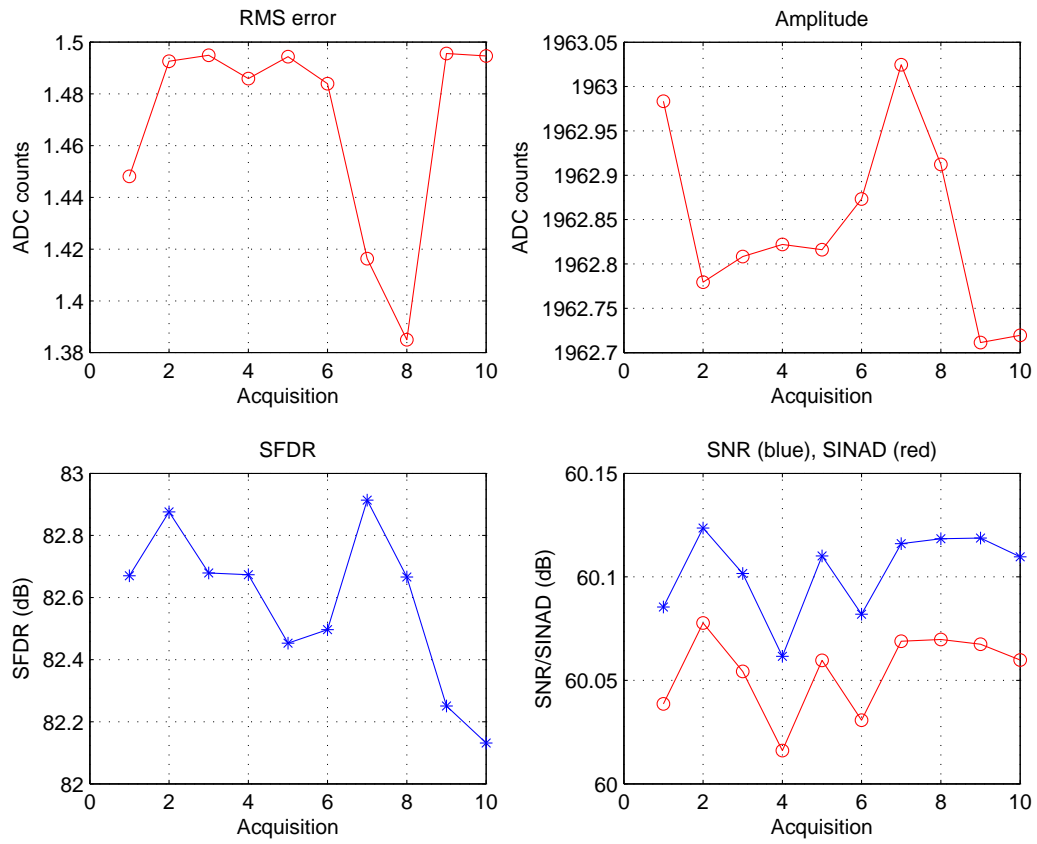 RMS error
1.5
1.48
1.46
1.44
1.42
1.4
1.38
ADC counts
0 2 4 6 8 10
Acquisition
Amplitude
1963.05
1963
1962.95
1962.9
1962.85
1962.8
1962.75
1962.7
ADC counts
0 2 4 6 8 10
Acquisition
SFDR
83
82.8
82.6
82.4
82.2
82
SFDR (dB)
0 2 4 6 8 10
Acquisition
SNR (blue), SINAD (red)
60.15
60.1
60.05
60
SNR/SINAD (dB)
0 2 4 6 8 10
Acquisition